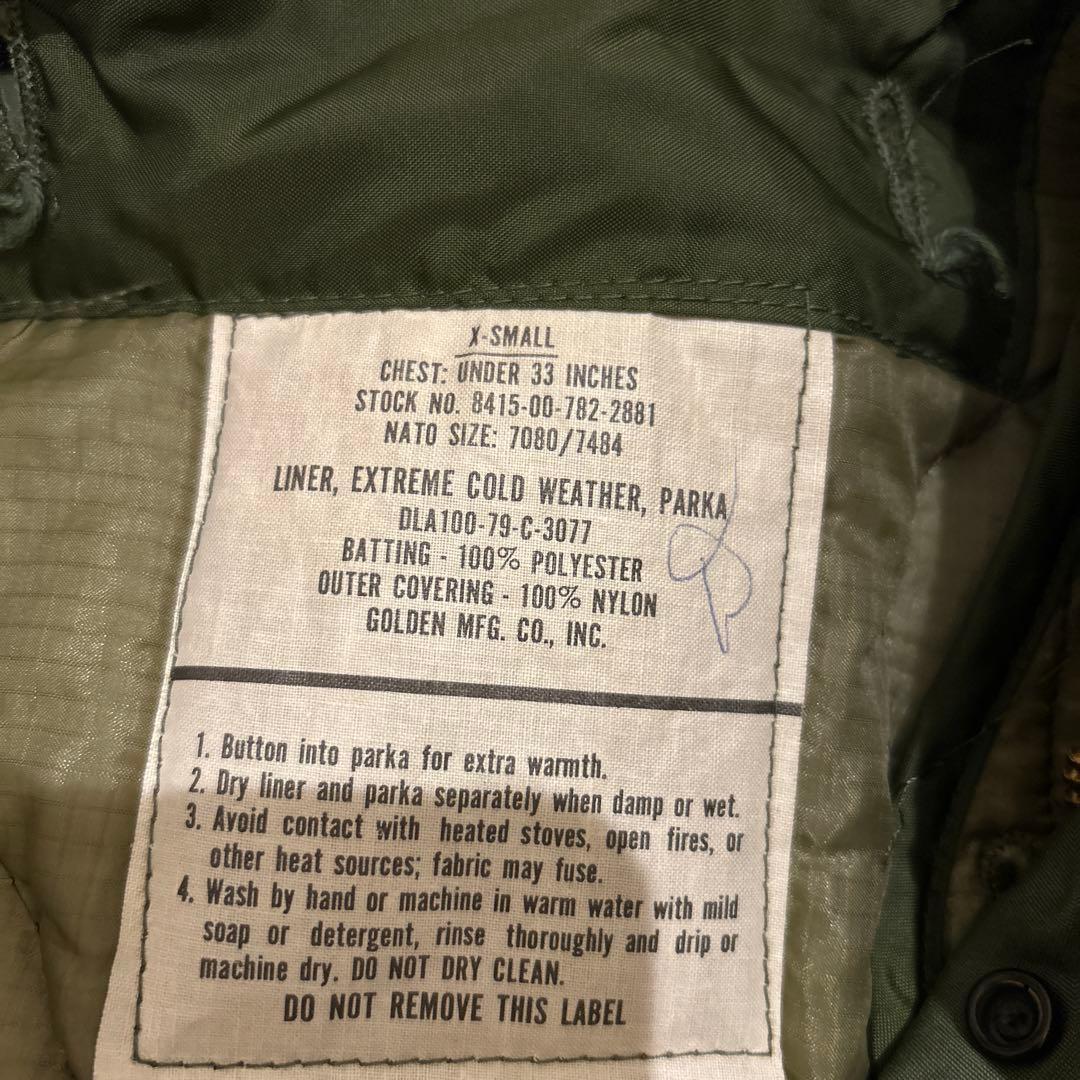 X-SMALL
CHEST: UNDER 33 INCHES
STOCK NO. 8415-00-782-2881
NATO SIZE: 7080/7484
LINER, EXTREME COLD WEATHER, PARKA
DLA100-79-C-3077
BATTING - 100% POLYESTER
OUTER COVERING - 100% NYLON
GOLDEN MFG. CO., INC.
1. Button into parka for extra warmth.
2. Dry liner and parka separately when damp or wet.
3. Avoid contact with heated stoves, open fires, or
other heat sources; fabric may fuse.
4. Wash by hand or machine in warm water with mild
soap or detergent, rinse thoroughly and drip or
machine dry. DO NOT DRY CLEAN.
DO NOT REMOVE THIS LABEL